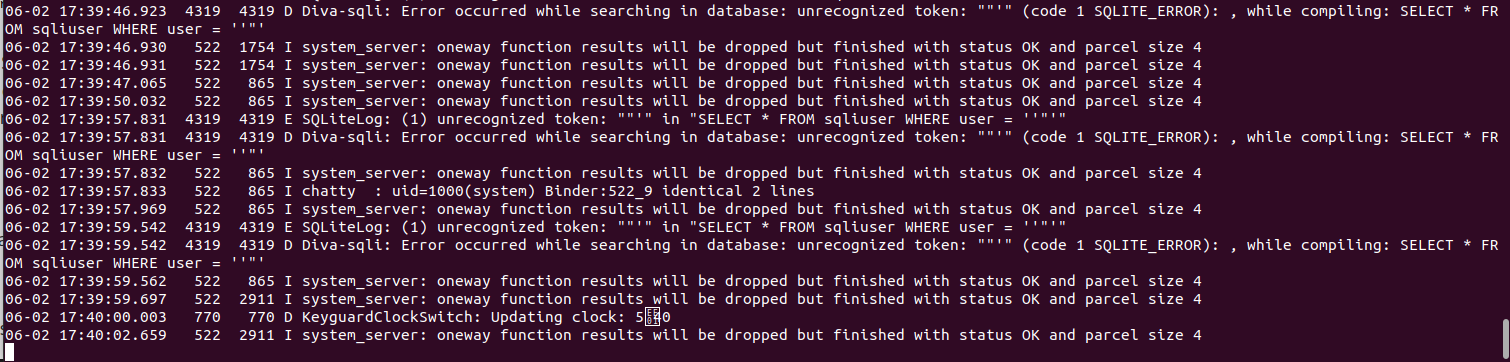 06-02 17:39:46.923  4319  4319 D Diva-sqli: Error occurred while searching in database: unrecognized token: ""'" (code 1 SQLITE_ERROR): , while compiling: SELECT * FR
OM sqliuser WHERE user = ''"'
06-02 17:39:46.930   522  1754 I system_server: oneway function results will be dropped but finished with status OK and parcel size 4
06-02 17:39:46.931   522  1754 I system_server: oneway function results will be dropped but finished with status OK and parcel size 4
06-02 17:39:47.065   522   865 I system_server: oneway function results will be dropped but finished with status OK and parcel size 4
06-02 17:39:50.032   522   865 I system_server: oneway function results will be dropped but finished with status OK and parcel size 4
06-02 17:39:57.831  4319  4319 E SQLiteLog: (1) unrecognized token: ""'" in "SELECT * FROM sqliuser WHERE user = ''"'"
06-02 17:39:57.831  4319  4319 D Diva-sqli: Error occurred while searching in database: unrecognized token: ""'" (code 1 SQLITE_ERROR): , while compiling: SELECT * FR
OM sqliuser WHERE user = ''"'
06-02 17:39:57.832   522   865 I system_server: oneway function results will be dropped but finished with status OK and parcel size 4
06-02 17:39:57.833   522   865 I chatty  : uid=1000(system) Binder:522_9 identical 2 lines
06-02 17:39:57.969   522   865 I system_server: oneway function results will be dropped but finished with status OK and parcel size 4
06-02 17:39:59.542  4319  4319 E SQLiteLog: (1) unrecognized token: ""'" in "SELECT * FROM sqliuser WHERE user = ''"'"
06-02 17:39:59.542  4319  4319 D Diva-sqli: Error occurred while searching in database: unrecognized token: ""'" (code 1 SQLITE_ERROR): , while compiling: SELECT * FR
OM sqliuser WHERE user = ''"'
06-02 17:39:59.562   522   865 I system_server: oneway function results will be dropped but finished with status OK and parcel size 4
06-02 17:39:59.697   522  2911 I system_server: oneway function results will be dropped but finished with status OK and parcel size 4
06-02 17:40:00.003   770   770 D KeyguardClockSwitch: Updating clock: 540
06-02 17:40:02.659   522  2911 I system_server: oneway function results will be dropped but finished with status OK and parcel size 4